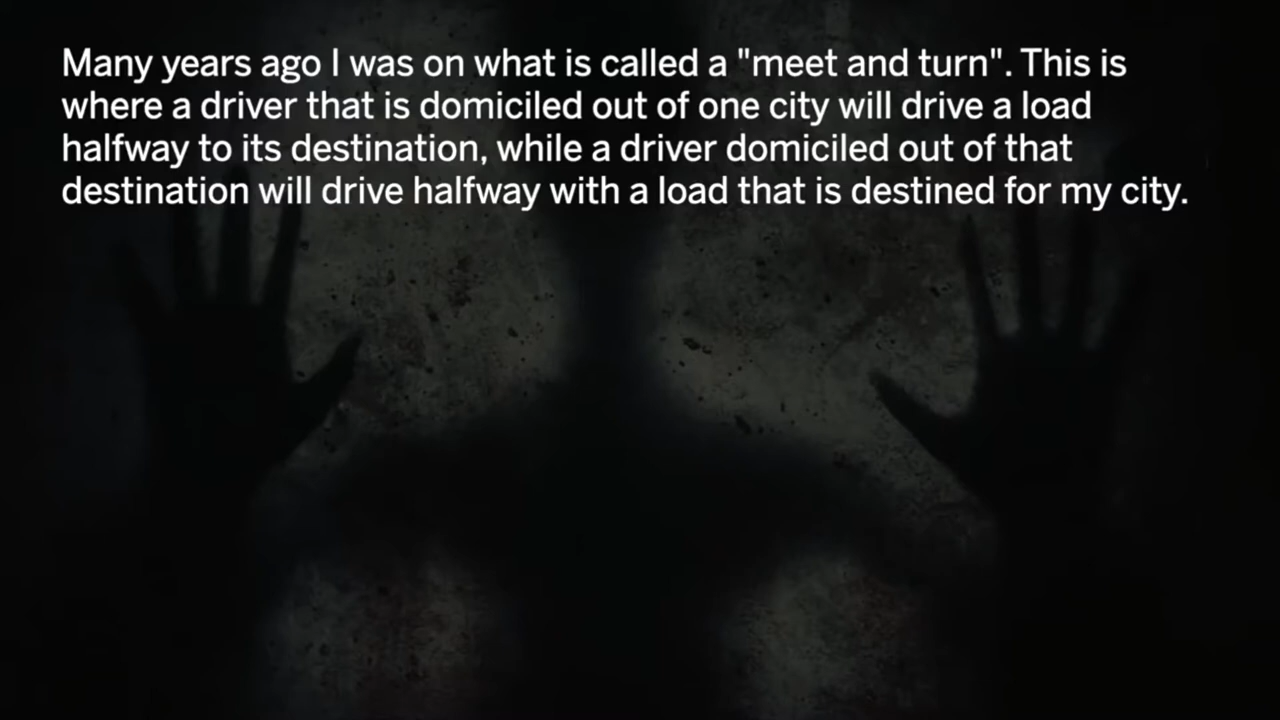 Many years ago I was on what is called a "meet and turn". This is
where a driver that is domiciled out of one city will drive a load
halfway to its destination, while a driver domiciled out of that
destination will drive halfway with a load that is destined for my city.